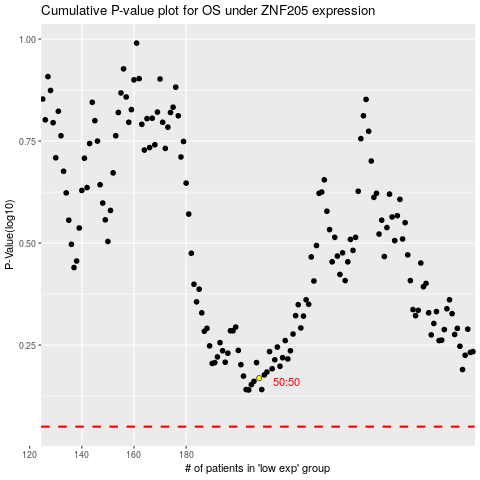 Cumulative P-value plot for OS under ZNF205 expression
P-Value(log10)
1.00
0.75
0.50
0.25
50:50
120 140 160 180
# of patients in 'low exp' group